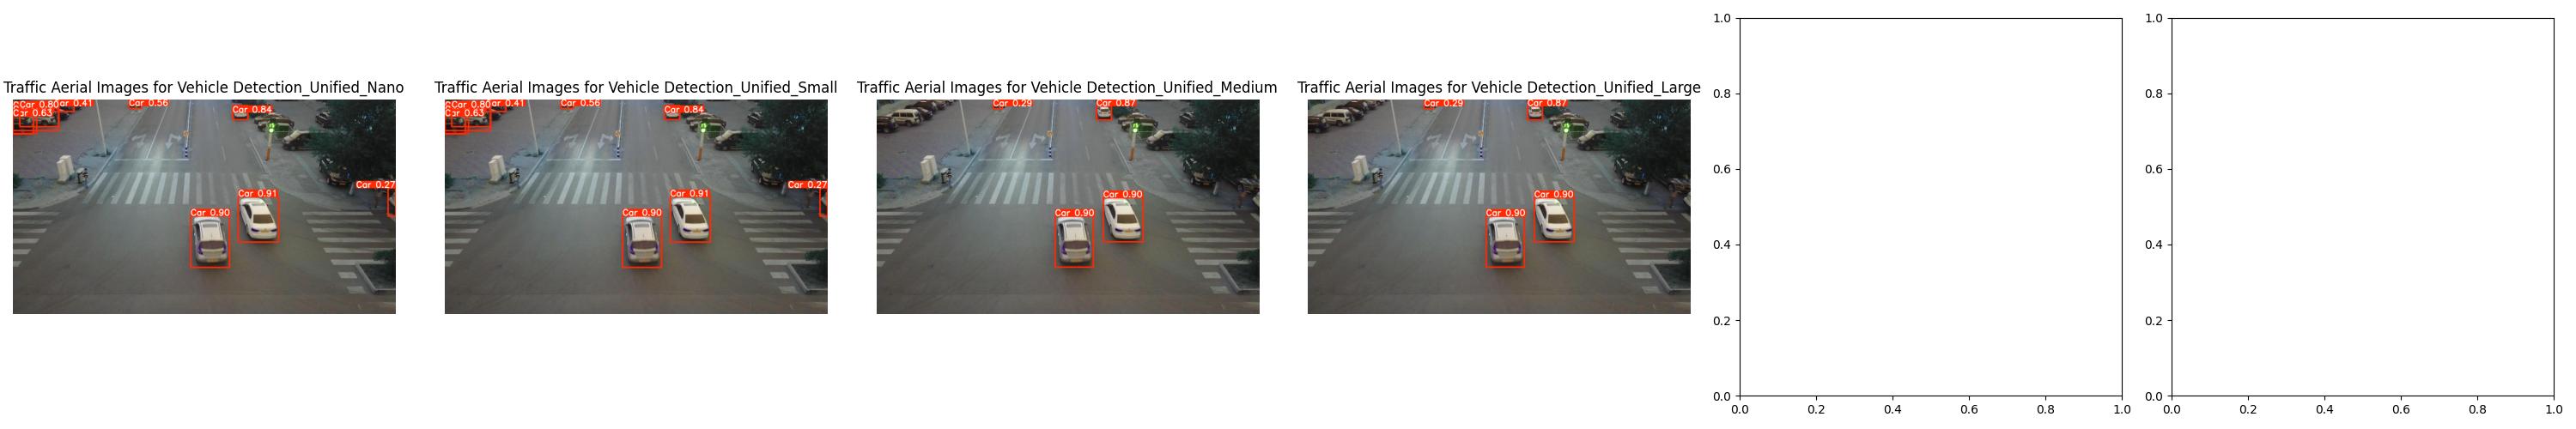 Traffic Aerial Images for Vehicle Detection_Unified_Nano
Car 0.80
ar 0.41
Car 0.56
Car 0.84
Car 0.63
Car 0.27
Car 0.91
Car 0.90
Traffic Aerial Images for Vehicle Detection_Unified_Small
Car 0.80
ar 0.41
Car 0.56
Car 0.84
Car 0.63
Car 0.27
Car 0.91
Car 0.90
Traffic Aerial Images for Vehicle Detection_Unified_Medium
Car 0.29
Car 0.87
Car 0.90
Car 0.90
Traffic Aerial Images for Vehicle Detection_Unified_Large
Car 0.29
Car 0.87
Car 0.90
Car 0.90
1.0
0.8
0.6
0.4
0.2
0.0
0.0 0.2 0.4 0.6 0.8 1.0
1.0
0.8
0.6
0.4
0.2
0.0
0.0 0.2 0.4 0.6 0.8 1.0